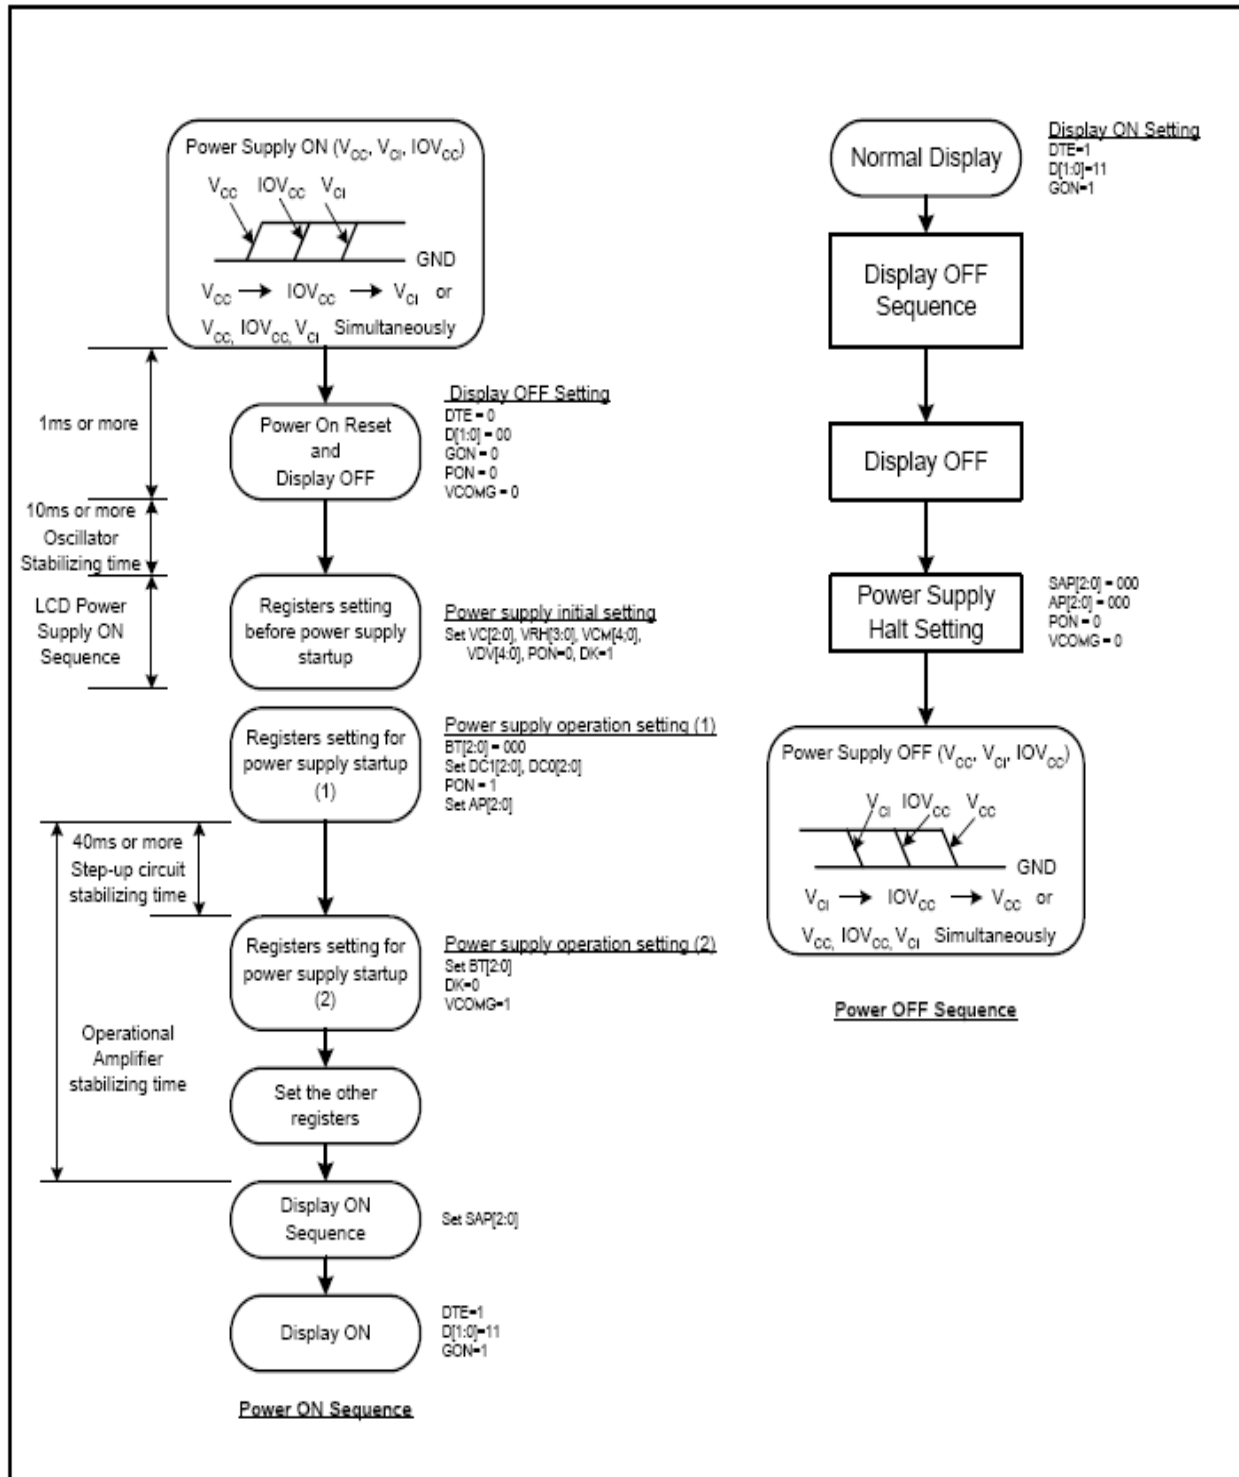 Power Supply ON (VCC, VCI, IOVCC)
VCC IOVCC VCI
GND
VCC → IOVCC → VCI or
VCC, IOVCC, VCI Simultaneously
1ms or more
Power On Reset
and
Display OFF
Display OFF Setting
DTE = 0
D[1:0] = 00
GON = 0
PON = 0
VCOMG = 0
10ms or more
Oscillator
Stabilizing time
LCD Power
Supply ON
Sequence
Registers setting
before power supply
startup
Power supply initial setting
Set VC[2:0], VRH[3:0], VCM[4;0],
VDV[4:0], PON=0, DK=1
Registers setting for
power supply startup
(1)
Power supply operation setting (1)
BT[2:0] = 000
Set DC1[2:0], DC0[2:0]
PON = 1
Set AP[2:0]
40ms or more
Step-up circuit
stabilizing time
Registers setting for
power supply startup
(2)
Power supply operation setting (2)
Set BT[2:0]
DK=0
VCOMG=1
Operational
Amplifier
stabilizing time
Set the other
registers
Display ON
Sequence
Set SAP[2:0]
Display ON
DTE=1
D[1:0]=11
GON=1
Power ON Sequence
Normal Display
Display ON Setting
DTE=1
D[1:0]=11
GON=1
Display OFF
Sequence
Display OFF
Power Supply
Halt Setting
SAP[2:0] = 000
AP[2:0] = 000
PON = 0
VCOMG = 0
Power Supply OFF (VCC, VCI, IOVCC)
VCI IOVCC VCC
GND
VCI → IOVCC → VCC or
VCC, IOVCC, VCI Simultaneously
Power OFF Sequence